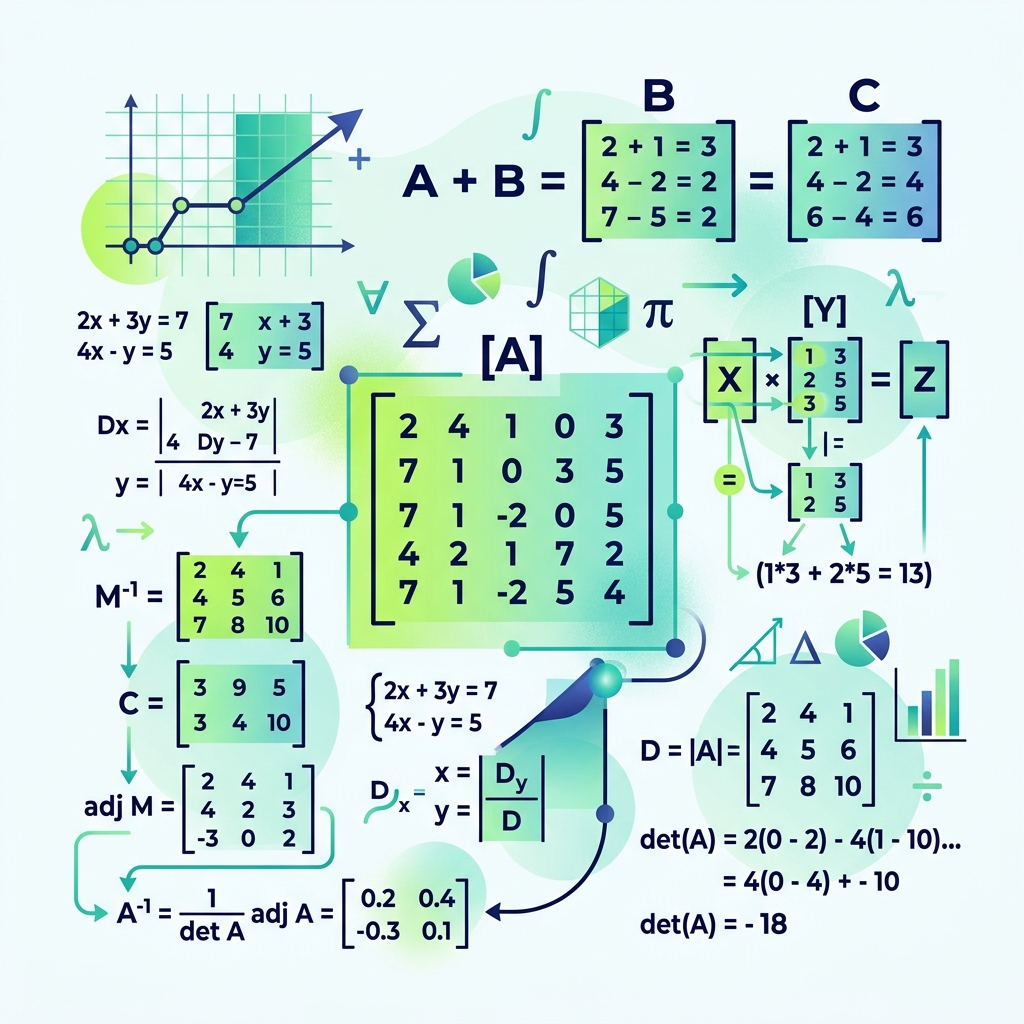 B
C
∫
+
A + B = [2 + 1 = 3] = [2 + 1 = 3]
4 – 2 = 2
4 – 2 = 4
7 – 5 = 2
6 – 4 = 6
∀
Σ
∫
π
λ
2x + 3y = 7
4x - y = 5
7 x + 3
4 y = 5
[A]
2 4 1 0 3
7 1 0 3 5
7 1 -2 0 5
4 2 1 7 2
7 1 -2 5 4
[Y]
X × [1 3] = Z
2 5
3 5
|=
=
1 3
2 5
(1*3 + 2*5 = 13)
Dx = | 2x + 3y|
|4 Dy – 7 |
y = | 4x - y=5 |
λ
M⁻¹ = [2 4 1]
4 5 6
7 8 10
C = [3 9 5]
3 4 10
adj M = [2 4 1]
4 2 3
-3 0 2
A⁻¹ = 1/det A adj A = [0.2 0.4]
-0.3 0.1
{2x + 3y = 7
4x - y = 5
D x =
x =
y =
|Dy/D|
Δ
D = |A| = [2 4 1]
4 5 6
7 8 10
÷
det(A) = 2(0 - 2) - 4(1 - 10)...
= 4(0 - 4) + - 10
det(A) = - 18